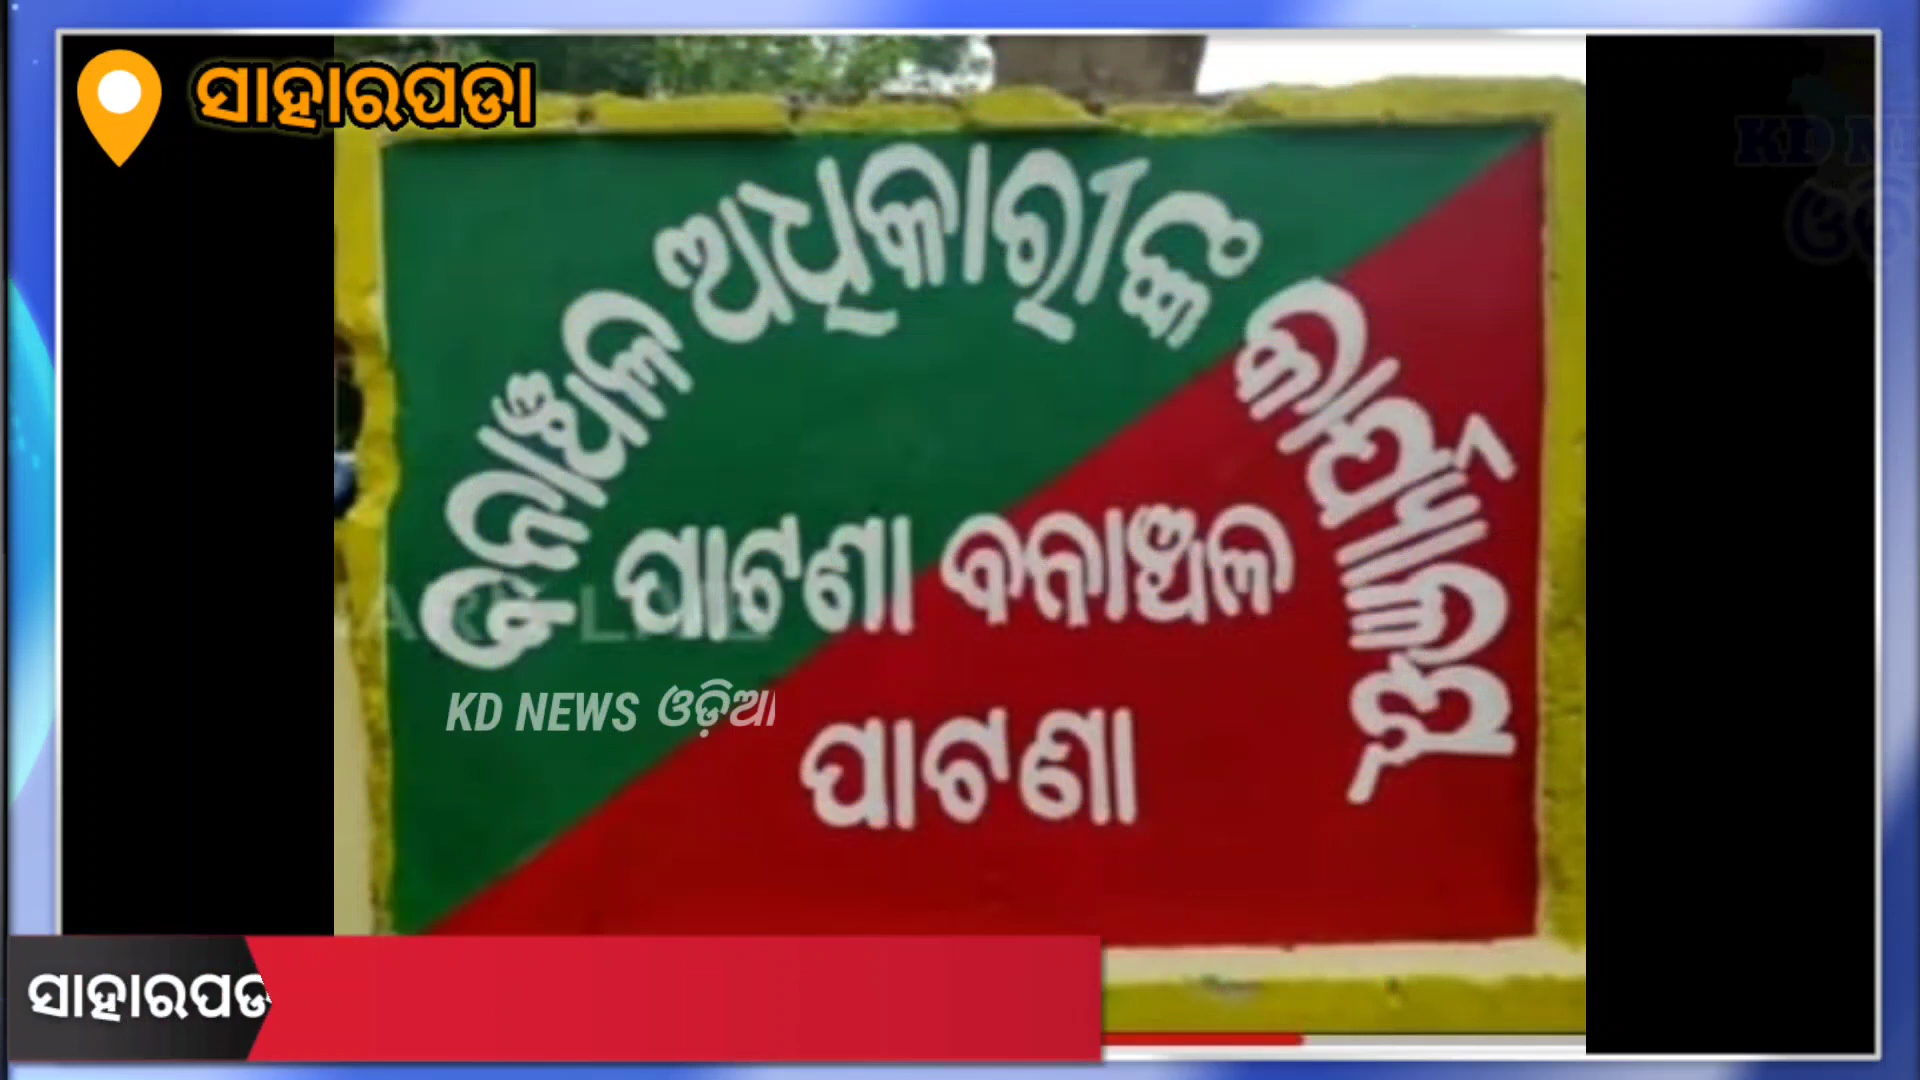 ସାହାରପଡା
ବନାଞ୍ଚଳ ଅଧିକାରୀଙ୍କ କାର୍ଯ୍ୟାଳୟ
ପାଟଣା ବନାଞ୍ଚଳ
KD NEWS ଓଡ଼ିଆ
ପାଟଣା
ସାହାରପଡ